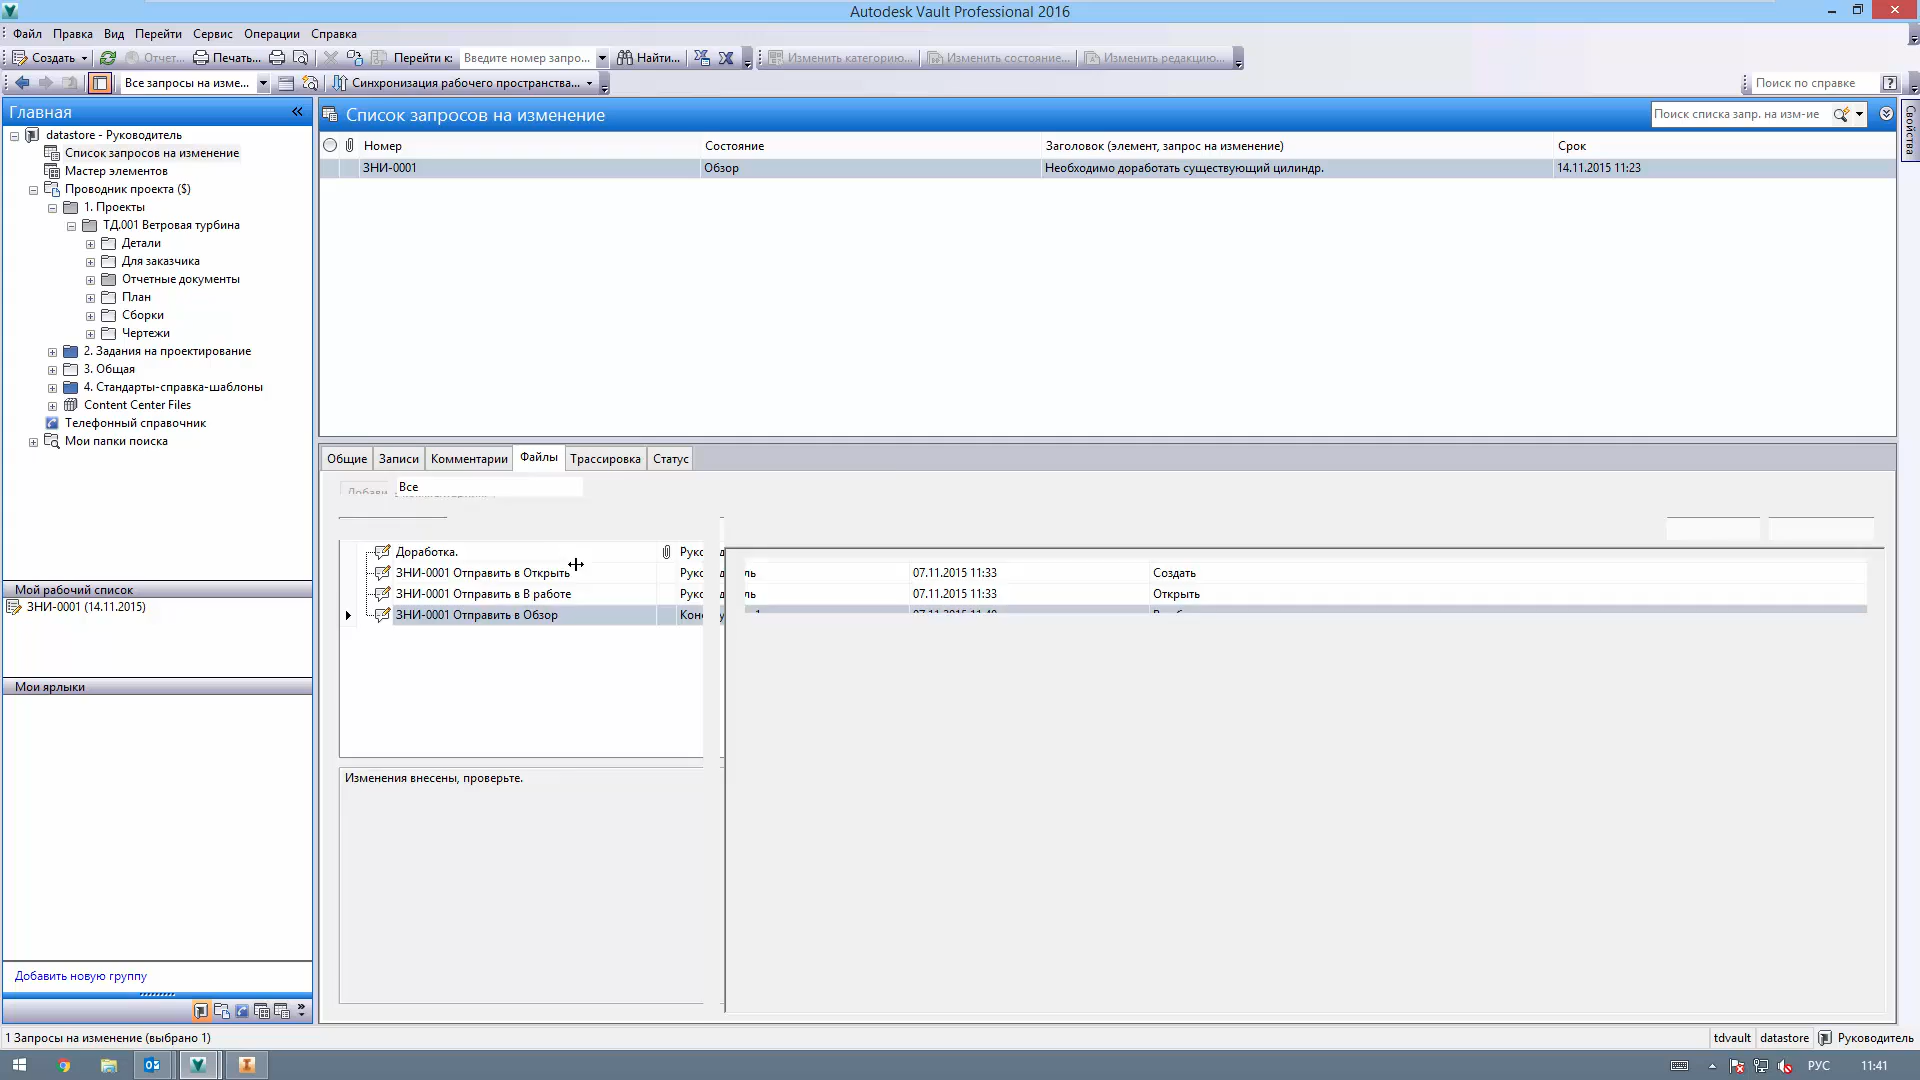 Autodesk Vault Professional 2016
Файл Правка Вид Перейти Сервис Операции Справка
Создать Отчет... Печать... Перейти к: Введите номер запро... Найти... Изменить категорию... Изменить состояние... Изменить редакцию...
Все запросы на изме... Синхронизация рабочего пространства... Поиск по справке
Главная
datastore - Руководитель
Список запросов на изменение
Мастер элементов
Проводник проекта ($)
1. Проекты
ТД.001 Ветровая турбина
Детали
Для заказчика
Отчетные документы
План
Сборки
Чертежи
2. Задания на проектирование
3. Общая
4. Стандарты-справка-шаблоны
Content Center Files
Телефонный справочник
Мои папки поиска
Мой рабочий список
ЗНИ-0001 (14.11.2015)
Мои ярлыки
Добавить новую группу
Список запросов на изменение
Поиск списка запр. на изм-ие
Свойства
Номер Состояние Заголовок (элемент, запрос на изменение) Срок
ЗНИ-0001 Обзор Необходимо доработать существующий цилиндр. 14.11.2015 11:23
Общие Записи Комментарии Файлы Трассировка Статус
Все
Доработка.
ЗНИ-0001 Отправить в Открыть 07.11.2015 11:33 Создать
ЗНИ-0001 Отправить в В работе 07.11.2015 11:33 Открыть
ЗНИ-0001 Отправить в Обзор
Изменения внесены, проверьте.
1 Запросы на изменение (выбрано 1) tdvault datastore Руководитель
РУС 11:41